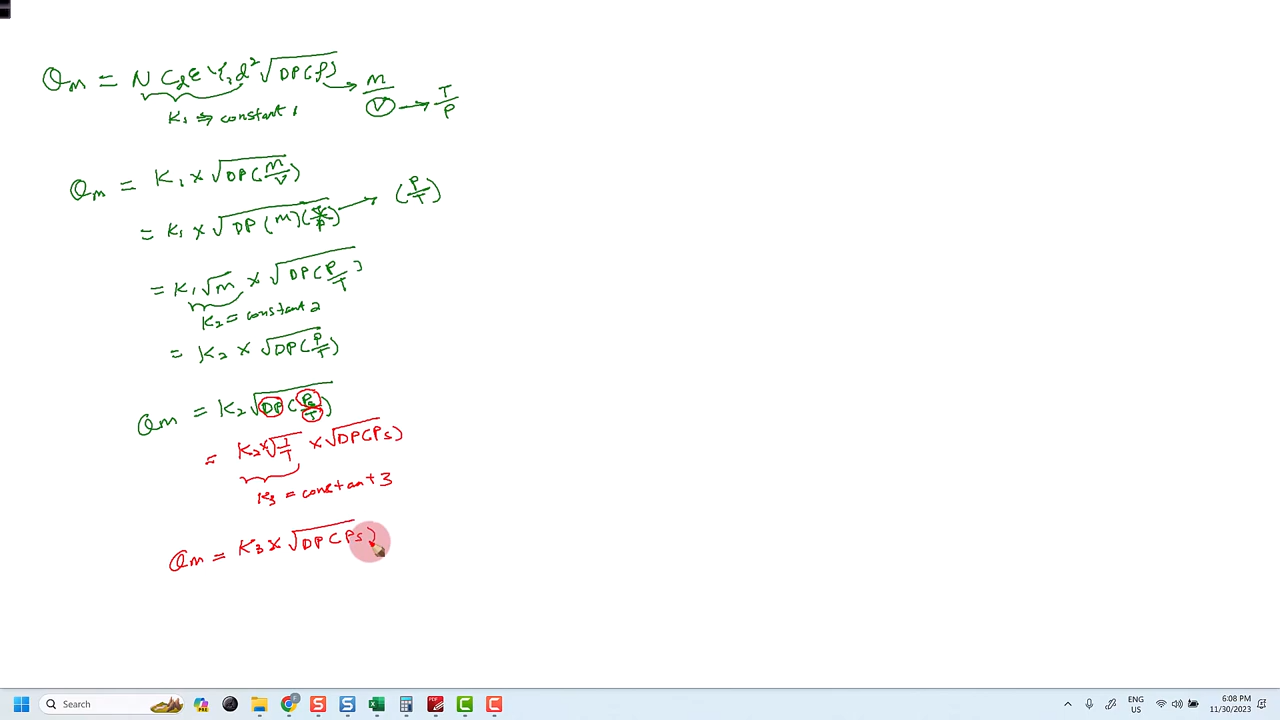 Qm = N Cd ε Y1 d² √DP(ρ) → m/V → T/P
K1 ⇒ constant 1
Qm = K1 × √DP(m/V)
= K1 × √DP(m)( ) → (P/T)
= K1√m × √DP(P/T)
K2 = constant 2
= K2 × √DP(P/T)
Qm = K2 √DP(Ps/T)
= K2 × √1/T × √DP(Ps)
K3 = constant 3
Qm = K3 × √DP(Ps)
Search
ENG
US
6:08 PM
11/30/2023